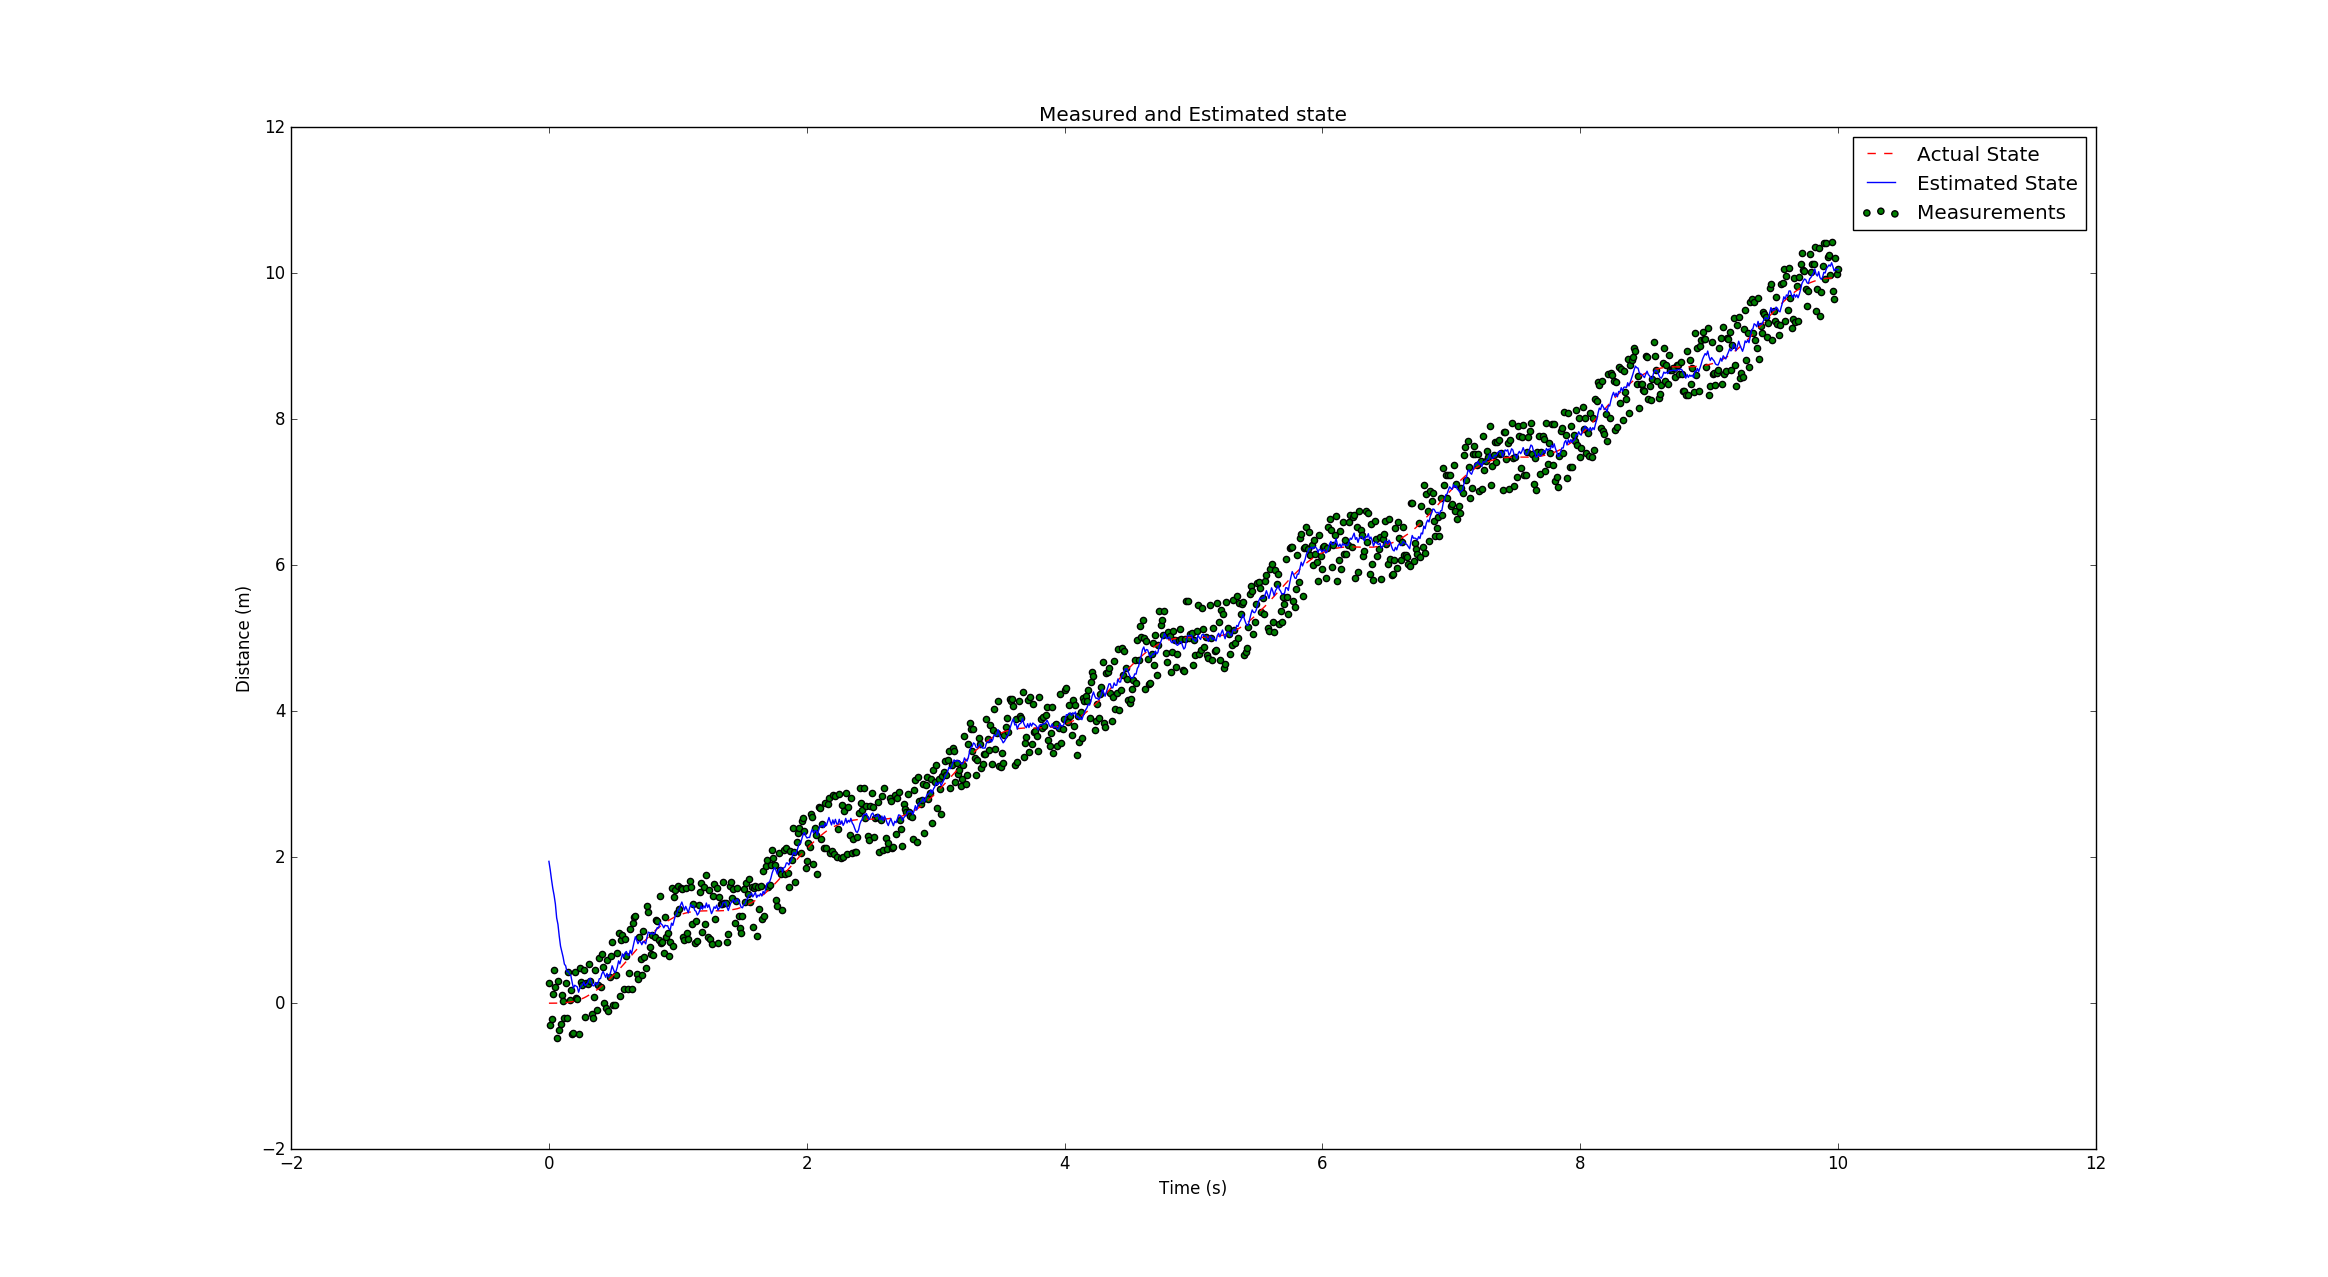 Measured and Estimated state
Actual State
Estimated State
Measurements
12
10
8
6
4
2
0
−2
Distance (m)
−2 0 2 4 6 8 10 12
Time (s)